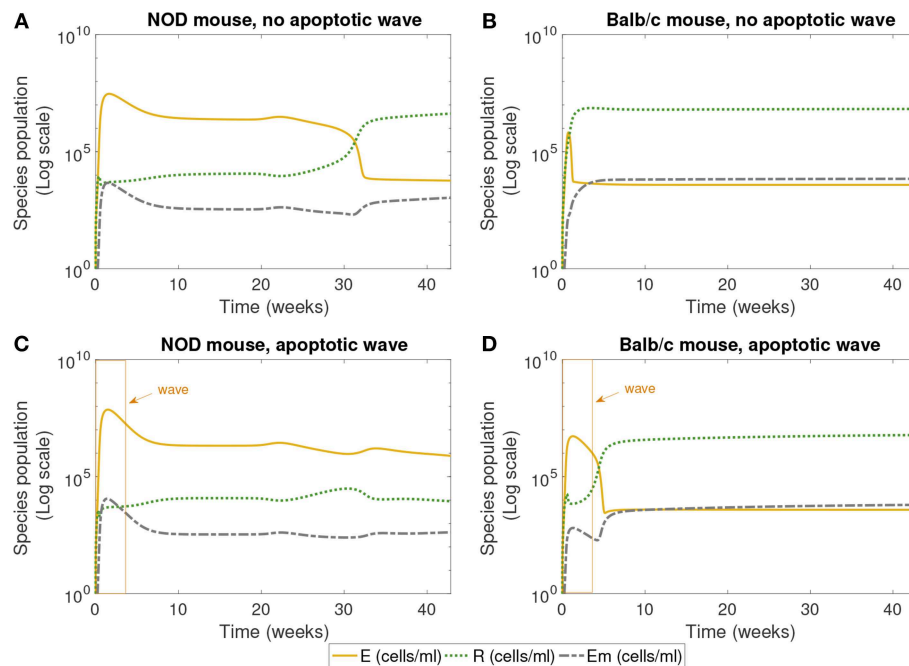 A
NOD mouse, no apoptotic wave
Species population
(Log scale)
10^10
10^5
10^0
0
10
20
30
40
Time (weeks)
B
Balb/c mouse, no apoptotic wave
Species population
(Log scale)
10^10
10^5
10^0
0
10
20
30
40
Time (weeks)
C
NOD mouse, apoptotic wave
Species population
(Log scale)
10^10
10^5
10^0
wave
0
10
20
30
40
Time (weeks)
D
Balb/c mouse, apoptotic wave
Species population
(Log scale)
10^10
10^5
10^0
wave
0
10
20
30
40
Time (weeks)
E (cells/ml) R (cells/ml) Em (cells/ml)